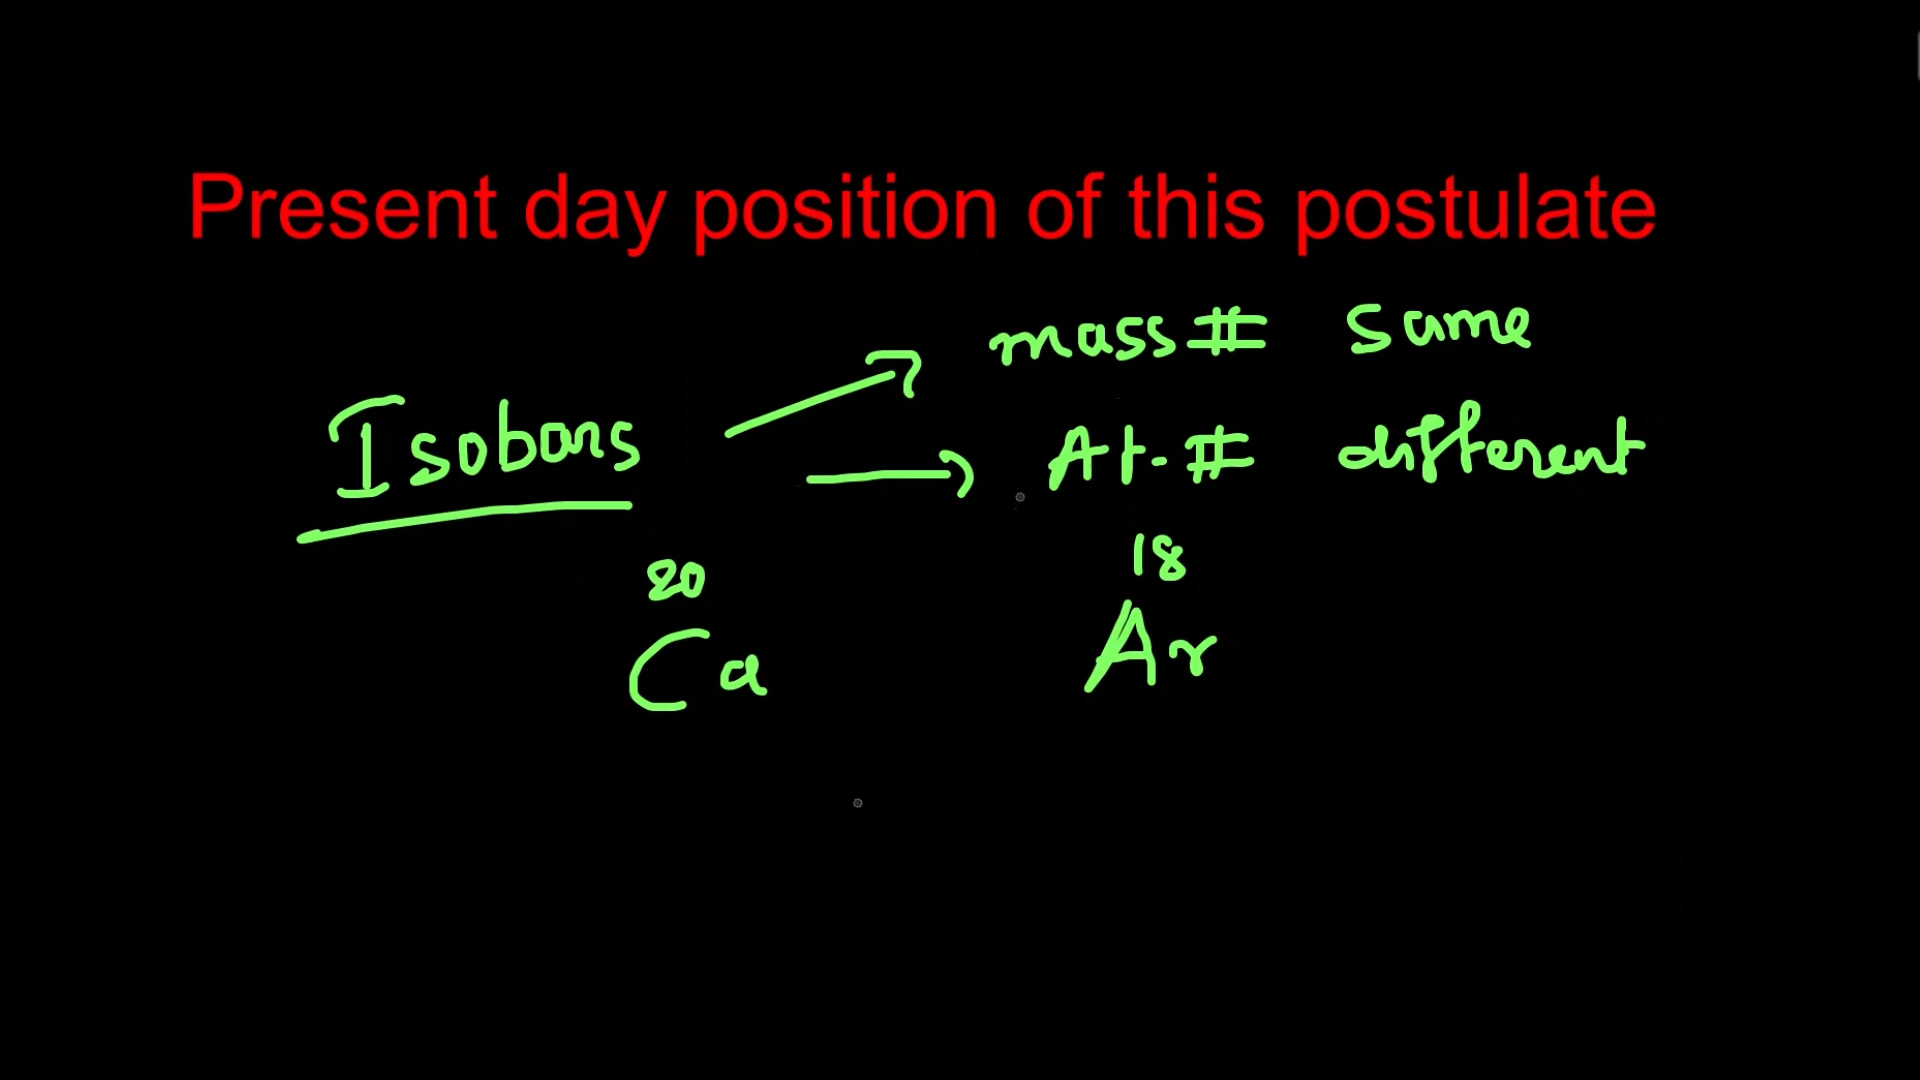 Present day position of this postulate
mass # Same
Isobars
At. # different
20 18
Ca Ar